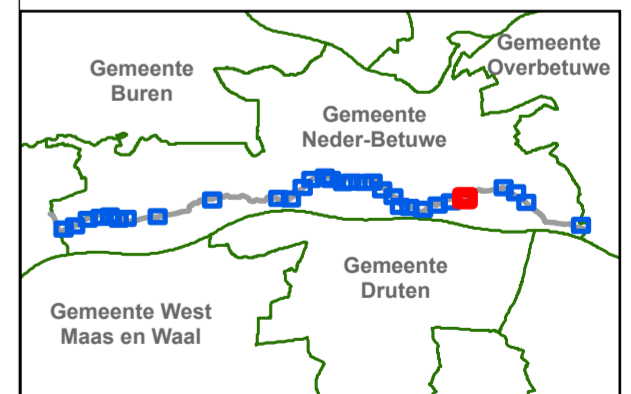 Gemeente
Overbetuwe
Gemeente
Buren
Gemeente
Neder-Betuwe
Gemeente
Druten
Gemeente West
Maas en Waal